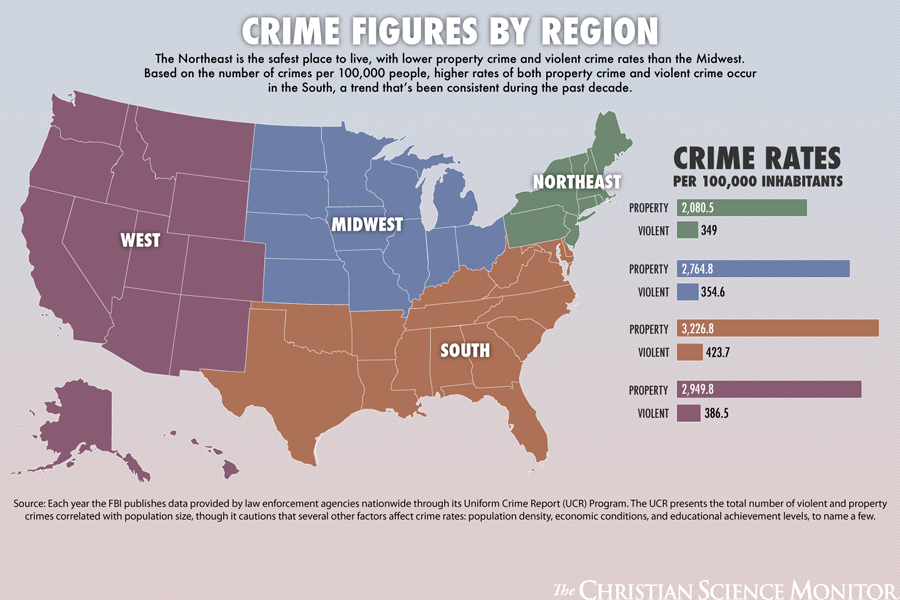 CRIME FIGURES BY REGION
The Northeast is the safest place to live, with lower property crime and violent crime rates than the Midwest.
Based on the number of crimes per 100,000 people, higher rates of both property crime and violent crime occur
in the South, a trend that's been consistent during the past decade.
WEST
MIDWEST
NORTHEAST
SOUTH
CRIME RATES
PER 100,000 INHABITANTS
PROPERTY 2,080.5
VIOLENT 349
PROPERTY 2,764.8
VIOLENT 354.6
PROPERTY 3,226.8
VIOLENT 423.7
PROPERTY 2,949.8
VIOLENT 386.5
Source: Each year the FBI publishes data provided by law enforcement agencies nationwide through its Uniform Crime Report (UCR) Program. The UCR presents the total number of violent and property
crimes correlated with population size, though it cautions that several other factors affect crime rates: population density, economic conditions, and educational achievement levels, to name a few.
The CHRISTIAN SCIENCE MONITOR